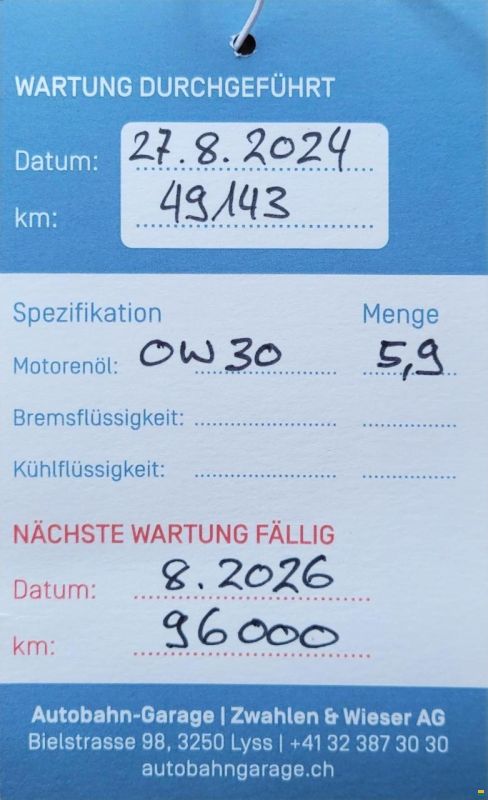 WARTUNG DURCHGEFÜHRT
Datum: 27.8.2024
km: 49143
Spezifikation Menge
Motorenöl: 0W30 5,9
Bremsflüssigkeit:
Kühlflüssigkeit:
NÄCHSTE WARTUNG FÄLLIG
Datum: 8.2026
km: 96000
Autobahn-Garage | Zwahlen & Wieser AG
Bielstrasse 98, 3250 Lyss | +41 32 387 30 30
autobahngarage.ch